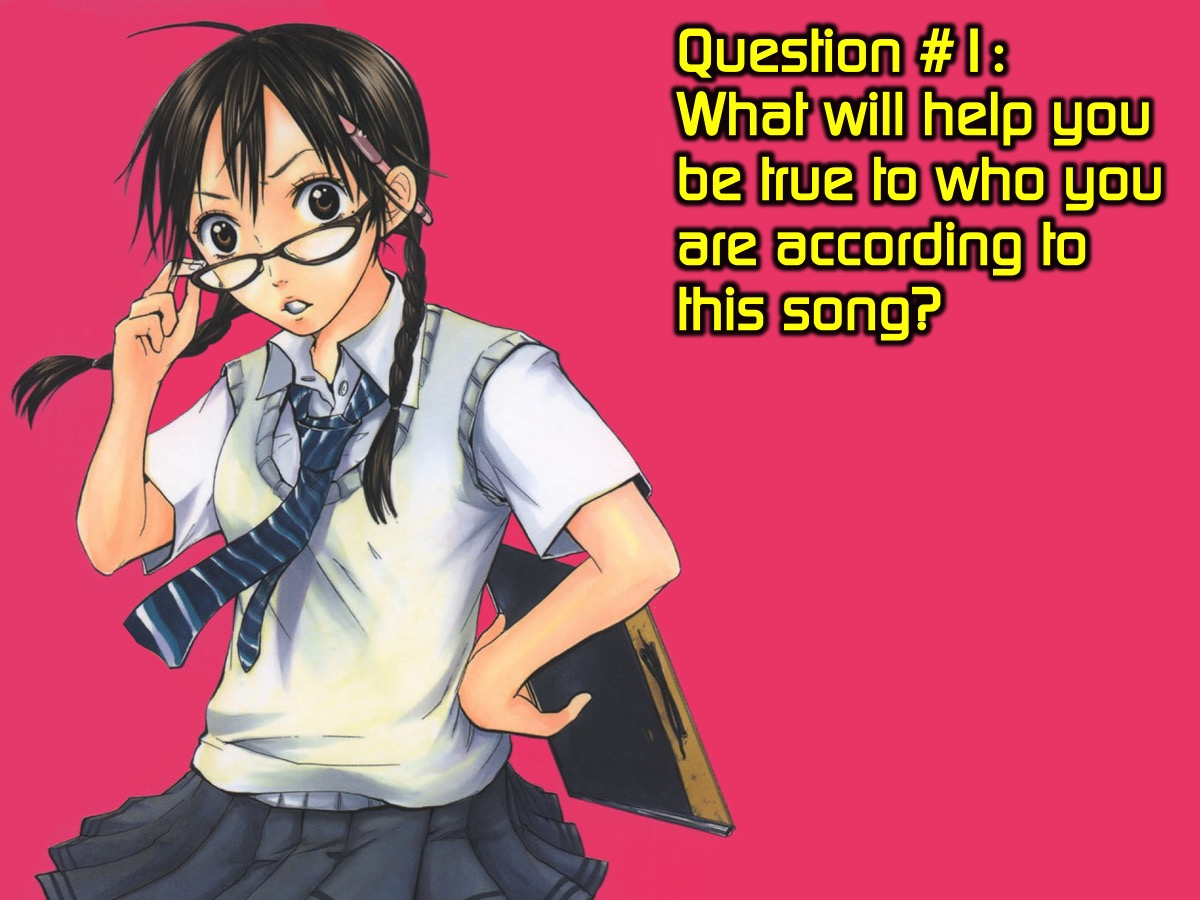 Question #1:
What will help you
be true to who you
are according to
this song?